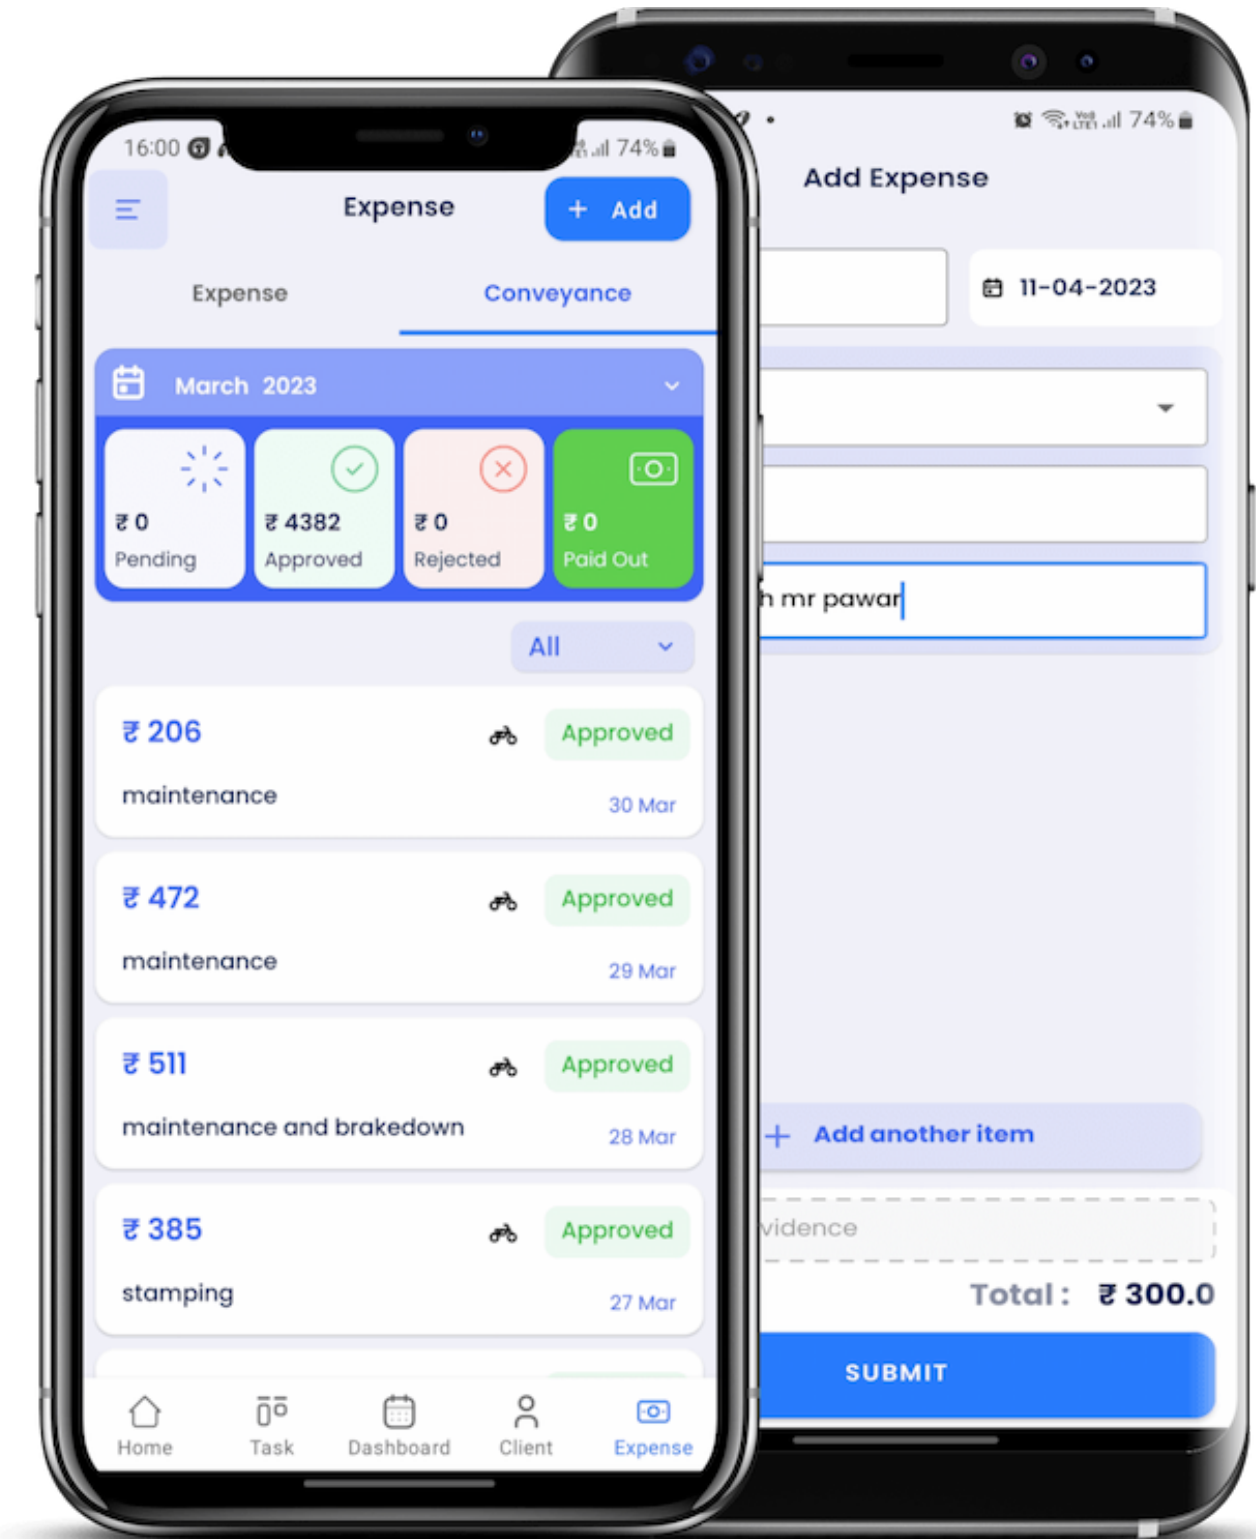 16:00
74%
Expense
+ Add
Expense
Conveyance
March 2023
₹ 0
Pending
₹ 4382
Approved
₹ 0
Rejected
₹ 0
Paid Out
All
₹ 206
Approved
maintenance
30 Mar
₹ 472
Approved
maintenance
29 Mar
₹ 511
Approved
maintenance and brakedown
28 Mar
₹ 385
Approved
stamping
27 Mar
Home
Task
Dashboard
Client
Expense
74%
Add Expense
11-04-2023
h mr pawar
+ Add another item
vidence
Total : ₹ 300.0
SUBMIT